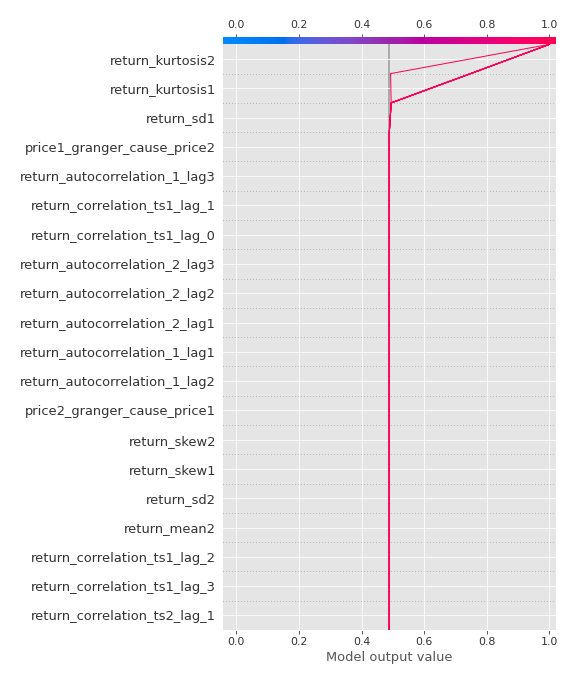 0.0 0.2 0.4 0.6 0.8 1.0
return_kurtosis2
return_kurtosis1
return_sd1
price1_granger_cause_price2
return_autocorrelation_1_lag3
return_correlation_ts1_lag_1
return_correlation_ts1_lag_0
return_autocorrelation_2_lag3
return_autocorrelation_2_lag2
return_autocorrelation_2_lag1
return_autocorrelation_1_lag1
return_autocorrelation_1_lag2
price2_granger_cause_price1
return_skew2
return_skew1
return_sd2
return_mean2
return_correlation_ts1_lag_2
return_correlation_ts1_lag_3
return_correlation_ts2_lag_1
0.0 0.2 0.4 0.6 0.8 1.0
Model output value